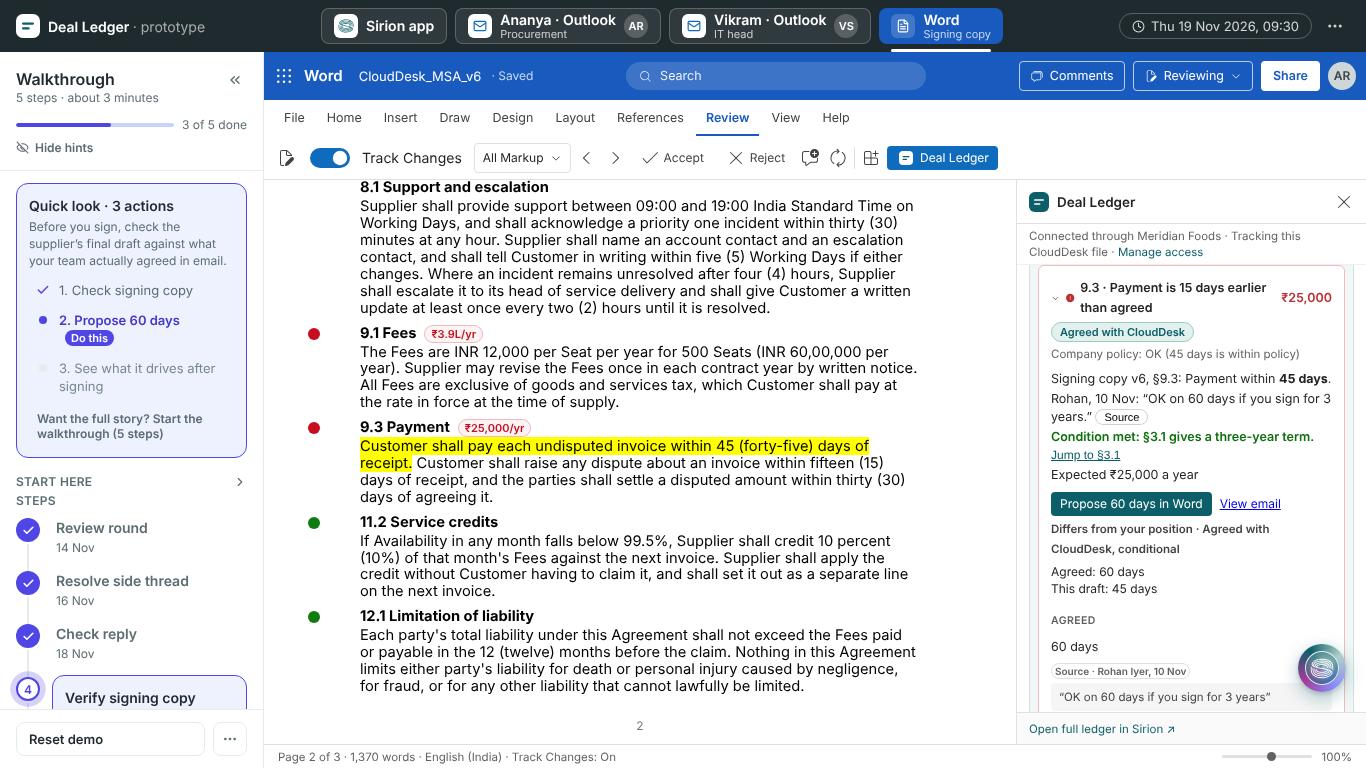 Deal Ledger · prototype
Sirion app
Ananya · Outlook
Procurement
AR
Vikram · Outlook
IT head
VS
Word
Signing copy
Thu 19 Nov 2026, 09:30
Walkthrough
5 steps · about 3 minutes
3 of 5 done
Hide hints
Quick look · 3 actions
Before you sign, check the
supplier's final draft against what
your team actually agreed in email.
1. Check signing copy
2. Propose 60 days
Do this
3. See what it drives after
signing
Want the full story? Start the
walkthrough (5 steps)
START HERE
STEPS
Review round
14 Nov
Resolve side thread
16 Nov
Check reply
18 Nov
4
Verify signing copy
Reset demo
Word
CloudDesk_MSA_v6
· Saved
Search
Comments
Reviewing
Share
AR
File
Home
Insert
Draw
Design
Layout
References
Review
View
Help
Track Changes
All Markup
Accept
Reject
Deal Ledger
8.1 Support and escalation
Supplier shall provide support between 09:00 and 19:00 India Standard Time on
Working Days, and shall acknowledge a priority one incident within thirty (30)
minutes at any hour. Supplier shall name an account contact and an escalation
contact, and shall tell Customer in writing within five (5) Working Days if either
changes. Where an incident remains unresolved after four (4) hours, Supplier
shall escalate it to its head of service delivery and shall give Customer a written
update at least once every two (2) hours until it is resolved.
9.1 Fees ₹3.9L/yr
The Fees are INR 12,000 per Seat per year for 500 Seats (INR 60,00,000 per
year). Supplier may revise the Fees once in each contract year by written notice.
All Fees are exclusive of goods and services tax, which Customer shall pay at
the rate in force at the time of supply.
9.3 Payment ₹25,000/yr
Customer shall pay each undisputed invoice within 45 (forty-five) days of
receipt. Customer shall raise any dispute about an invoice within fifteen (15)
days of receipt, and the parties shall settle a disputed amount within thirty (30)
days of agreeing it.
11.2 Service credits
If Availability in any month falls below 99.5%, Supplier shall credit 10 percent
(10%) of that month's Fees against the next invoice. Supplier shall apply the
credit without Customer having to claim it, and shall set it out as a separate line
on the next invoice.
12.1 Limitation of liability
Each party's total liability under this Agreement shall not exceed the Fees paid
or payable in the 12 (twelve) months before the claim. Nothing in this Agreement
limits either party's liability for death or personal injury caused by negligence,
for fraud, or for any other liability that cannot lawfully be limited.
2
Deal Ledger
Connected through Meridian Foods · Tracking this
CloudDesk file · Manage access
9.3 · Payment is 15 days earlier
than agreed
₹25,000
Agreed with CloudDesk
Company policy: OK (45 days is within policy)
Signing copy v6, §9.3: Payment within 45 days.
Rohan, 10 Nov: “OK on 60 days if you sign for 3
years.” Source
Condition met: §3.1 gives a three-year term.
Jump to §3.1
Expected ₹25,000 a year
Propose 60 days in Word
View email
Differs from your position · Agreed with
CloudDesk, conditional
Agreed: 60 days
This draft: 45 days
AGREED
60 days
Source · Rohan Iyer, 10 Nov
“OK on 60 days if you sign for 3 years”
Open full ledger in Sirion ↗
Page 2 of 3 · 1,370 words · English (India) · Track Changes: On
100%